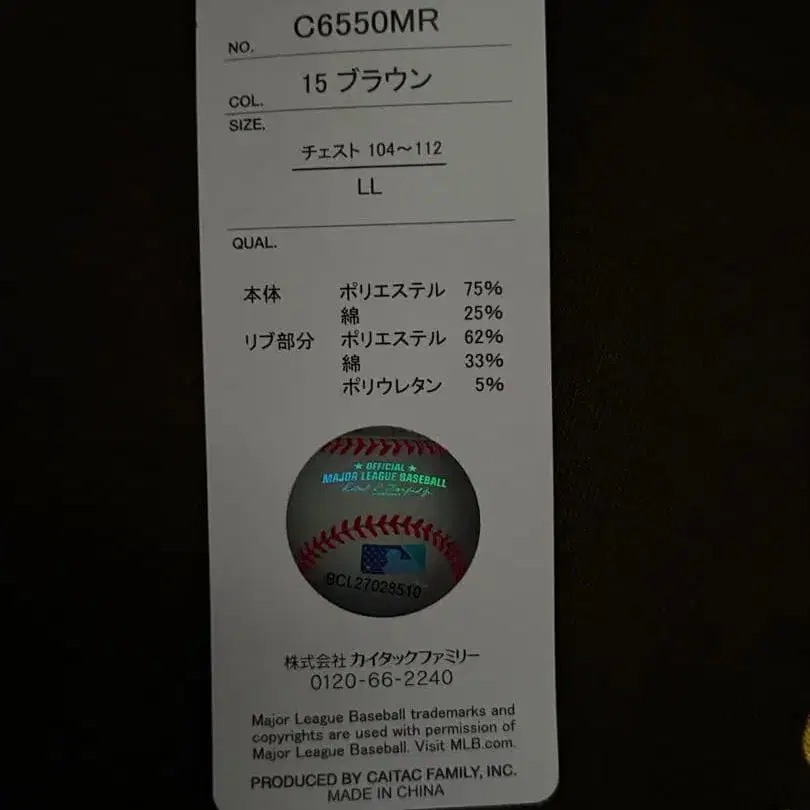 NO. C6550MR
COL. 15 ブラウン
SIZE.
チェスト 104〜112
LL
QUAL.
本体 ポリエステル 75%
綿 25%
リブ部分 ポリエステル 62%
綿 33%
ポリウレタン 5%
★ OFFICIAL ★
MAJOR LEAGUE BASEBALL
BCL27028510
株式会社 カイタックファミリー
0120-66-2240
Major League Baseball trademarks and
copyrights are used with permission of
Major League Baseball. Visit MLB.com.
PRODUCED BY CAITAC FAMILY, INC.
MADE IN CHINA